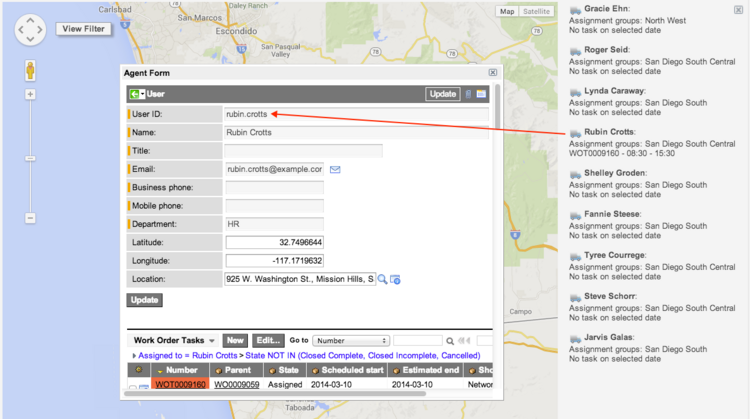 Carlsbad
San Marcos
Daley Ranch
Escondido
San Pasqual
Valley
View Filter
Map
Satellite
78
78
15
79
8
Campo
Taboada
Agent Form
User
Update
User ID:
rubin.crotts
Name:
Rubin Crotts
Title:
Email:
rubin.crotts@example.cor
Business phone:
Mobile phone:
Department:
HR
Latitude:
32.7496644
Longitude:
-117.1719632
Location:
925 W. Washington St., Mission Hills, S
Update
Work Order Tasks
New
Edit...
Go to
Number
Assigned to = Rubin Crotts > State NOT IN (Closed Complete, Closed Incomplete, Cancelled)
Number
Parent
State
Scheduled start
Estimated end
Sho
WOT0009160
WO0009059
Assigned
2014-03-10
2014-03-10
Networ
Gracie Ehn:
Assignment groups: North West
No task on selected date
Roger Seid:
Assignment groups: San Diego South Central
No task on selected date
Lynda Caraway:
Assignment groups: San Diego South
No task on selected date
Rubin Crotts:
Assignment groups: San Diego South Central
WOT0009160 - 08:30 - 15:30
Shelley Groden:
Assignment groups: San Diego South
No task on selected date
Fannie Steese:
Assignment groups: San Diego South
No task on selected date
Tyree Courrege:
Assignment groups: San Diego South Central
No task on selected date
Steve Schorr:
Assignment groups: San Diego South Central
No task on selected date
Jarvis Galas:
Assignment groups: San Diego South
No task on selected date